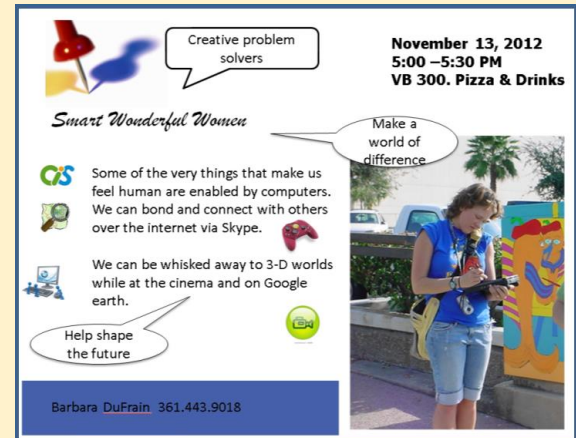 Creative problem
solvers
November 13, 2012
5:00 –5:30 PM
VB 300. Pizza & Drinks
Smart Wonderful Women
Make a
world of
difference
CiS
Some of the very things that make us
feel human are enabled by computers.
We can bond and connect with others
over the internet via Skype.
We can be whisked away to 3-D worlds
while at the cinema and on Google
earth.
Help shape
the future
Barbara DuFrain 361.443.9018